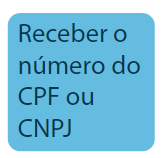 Receber o
número do
CPF ou
CNPJ